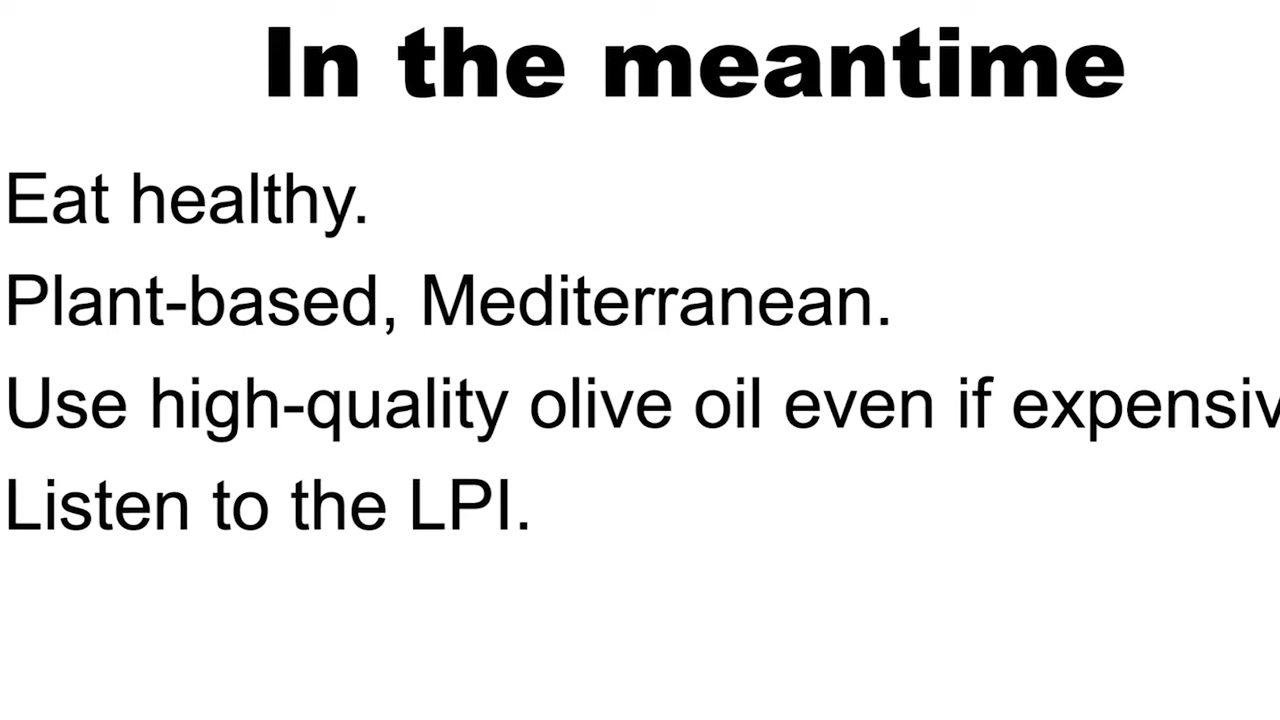 In the meantime
Eat healthy.
Plant-based, Mediterranean.
Use high-quality olive oil even if expensiv
Listen to the LPI.